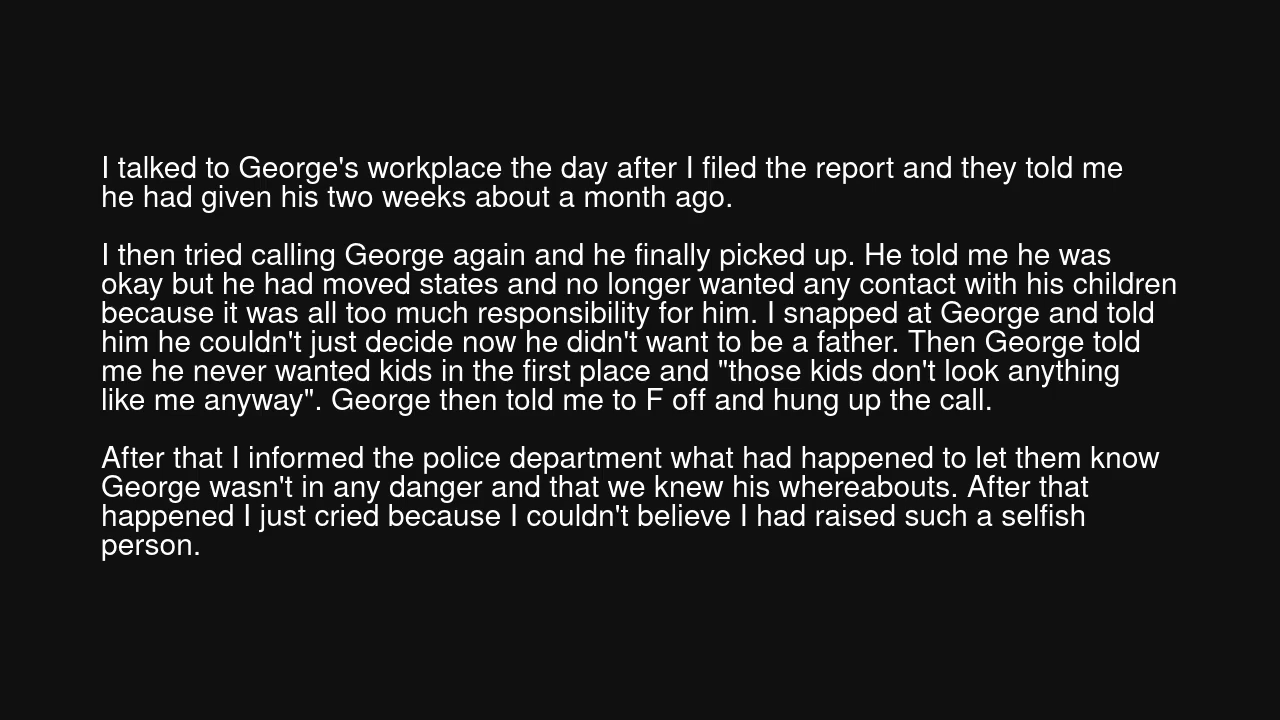 I talked to George's workplace the day after I filed the report and they told me
he had given his two weeks about a month ago.
I then tried calling George again and he finally picked up. He told me he was
okay but he had moved states and no longer wanted any contact with his children
because it was all too much responsibility for him. I snapped at George and told
him he couldn't just decide now he didn't want to be a father. Then George told
me he never wanted kids in the first place and "those kids don't look anything
like me anyway". George then told me to F off and hung up the call.
After that I informed the police department what had happened to let them know
George wasn't in any danger and that we knew his whereabouts. After that
happened I just cried because I couldn't believe I had raised such a selfish
person.